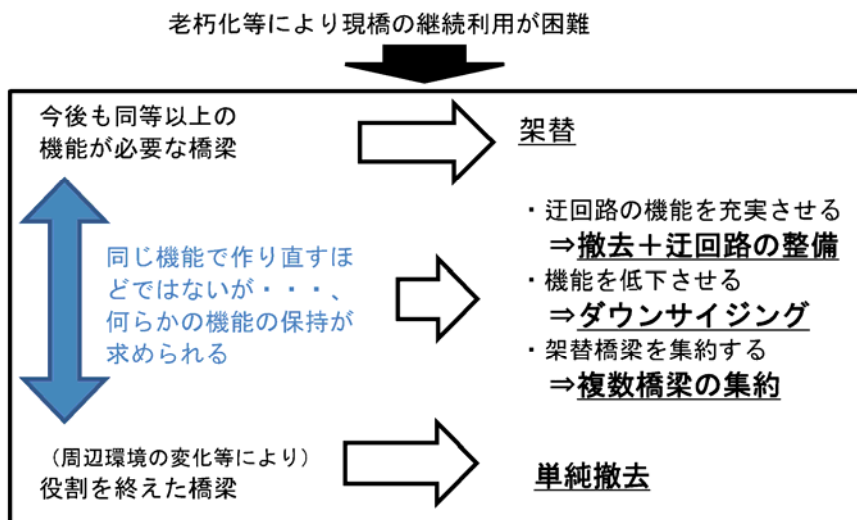 老朽化等により現橋の継続利用が困難
今後も同等以上の
機能が必要な橋梁
架替
同じ機能で作り直すほ
どではないが・・・、
何らかの機能の保持が
求められる
・迂回路の機能を充実させる
⇒撤去＋迂回路の整備
・機能を低下させる
⇒ダウンサイジング
・架替橋梁を集約する
⇒複数橋梁の集約
（周辺環境の変化等により）
役割を終えた橋梁
単純撤去